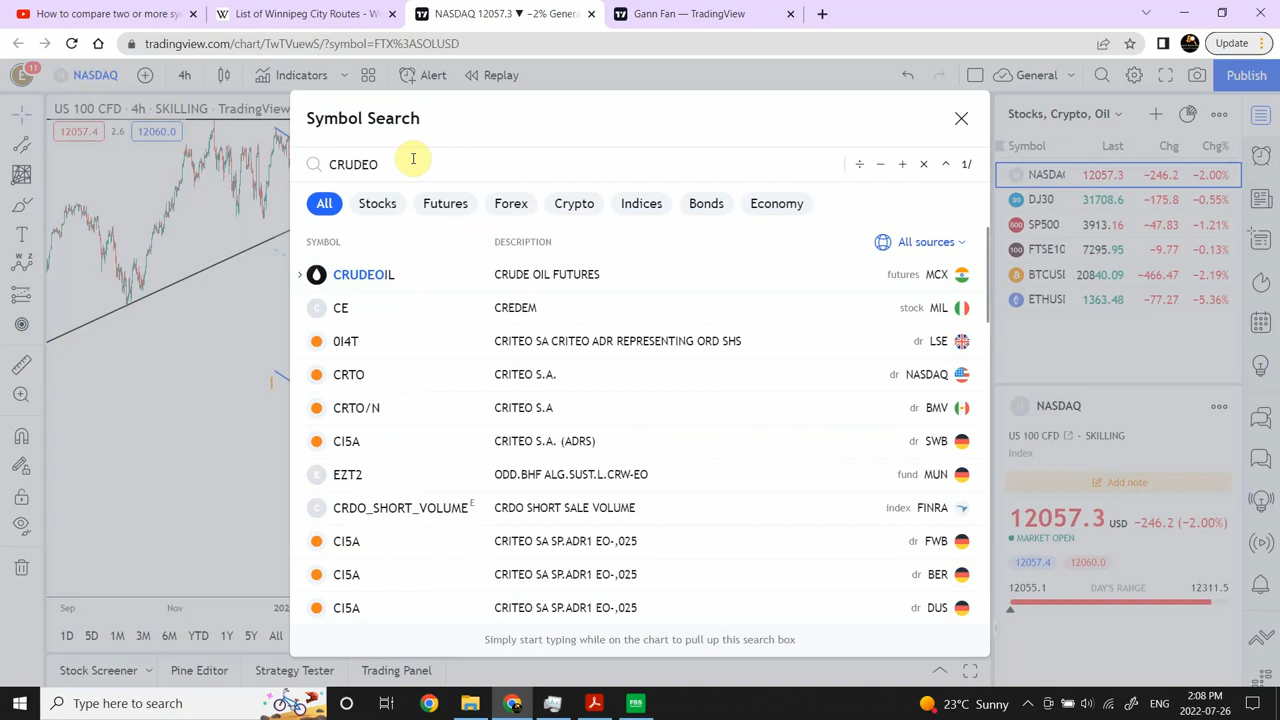 How to compare two or more sy
List of Winnipeg City Routes - W
NASDAQ 12057.3 ▼ −2% Genera
Gann Fan — TradingView
tradingview.com/chart/TwTVuewS/?symbol=FTX%3ASOLUSD
Update
11
NASDAQ
4h
Indicators
Alert
Replay
General
Publish
US 100 CFD • 4h • SKILLING • TradingView
12057.4 2.6 12060.0
Symbol Search
CRUDEO
÷ − + × ^ 1/
All Stocks Futures Forex Crypto Indices Bonds Economy
SYMBOL DESCRIPTION All sources
CRUDEOIL CRUDE OIL FUTURES futures MCX
CE CREDEM stock MIL
0I4T CRITEO SA CRITEO ADR REPRESENTING ORD SHS dr LSE
CRTO CRITEO S.A. dr NASDAQ
CRTO/N CRITEO S.A dr BMV
CI5A CRITEO S.A. (ADRS) dr SWB
EZT2 ODD.BHF ALG.SUST.L.CRW-EO fund MUN
CRDO_SHORT_VOLUME E CRDO SHORT SALE VOLUME index FINRA
CI5A CRITEO SA SP.ADR1 EO-,025 dr FWB
CI5A CRITEO SA SP.ADR1 EO-,025 dr BER
CI5A CRITEO SA SP.ADR1 EO-,025 dr DUS
Simply start typing while on the chart to pull up this search box
Stocks, Crypto, Oil
Symbol Last Chg Chg%
NASDA 12057.3 −246.2 −2.00%
DJ30 31708.6 −175.8 −0.55%
SP500 3913.16 −47.83 −1.21%
FTSE10 7295.95 −9.77 −0.13%
BTCUSI 20840.09 −466.47 −2.19%
ETHUSI 1363.48 −77.27 −5.36%
NASDAQ
US 100 CFD • SKILLING
Index
Add note
12057.3 USD −246.2 (−2.00%)
MARKET OPEN
12057.4 12060.0
12055.1 DAY'S RANGE 12311.5
Sep Nov 202
1D 5D 1M 3M 6M YTD 1Y 5Y All
Stock Screener Pine Editor Strategy Tester Trading Panel
Type here to search
FBS
23°C Sunny
ENG
2:08 PM
2022-07-26